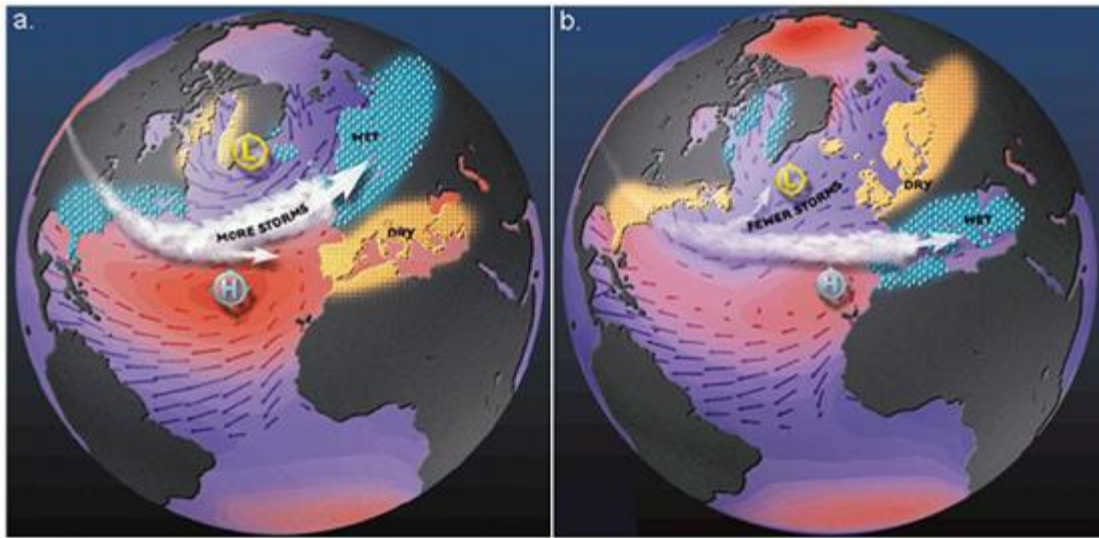 a.
L
WET
MORE STORMS
DRY
H
b.
L
DRY
FEWER STORMS
WET
H